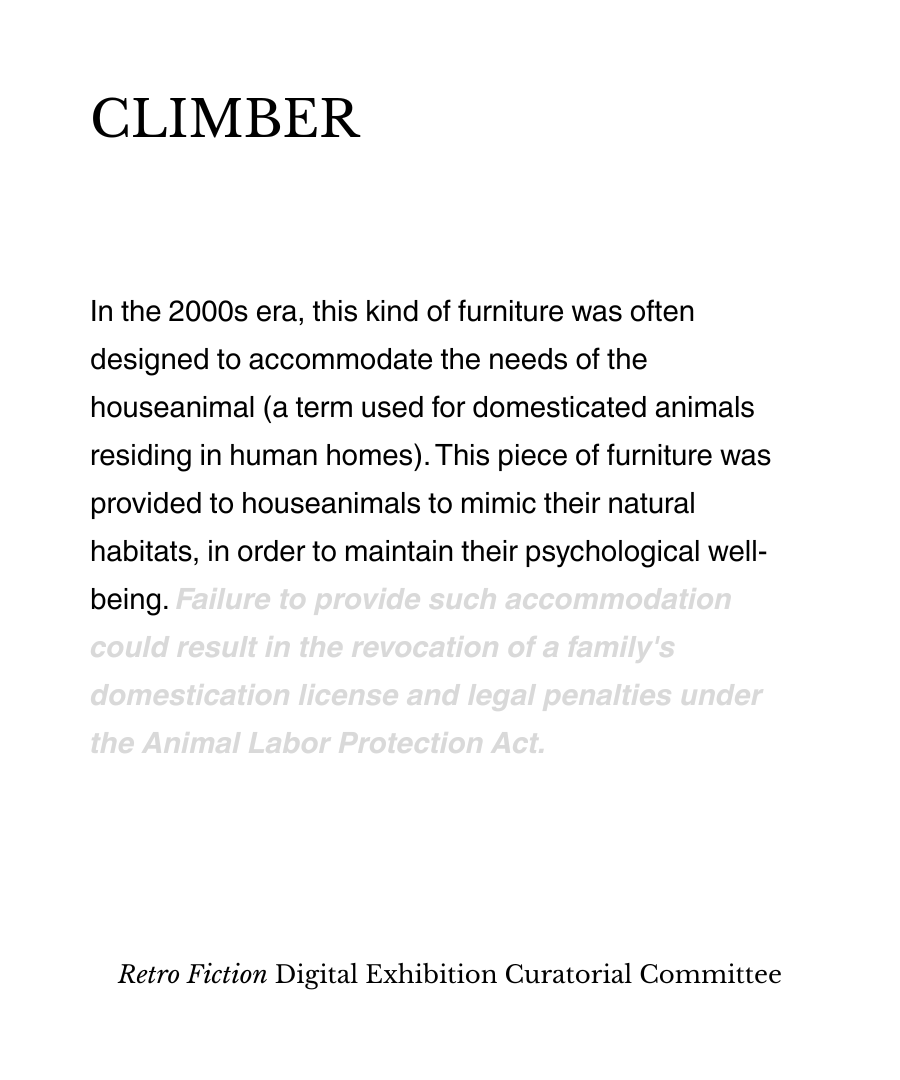 CLIMBER
In the 2000s era, this kind of furniture was often
designed to accommodate the needs of the
houseanimal (a term used for domesticated animals
residing in human homes). This piece of furniture was
provided to houseanimals to mimic their natural
habitats, in order to maintain their psychological well-
being. Failure to provide such accommodation
could result in the revocation of a family's
domestication license and legal penalties under
the Animal Labor Protection Act.
Retro Fiction Digital Exhibition Curatorial Committee